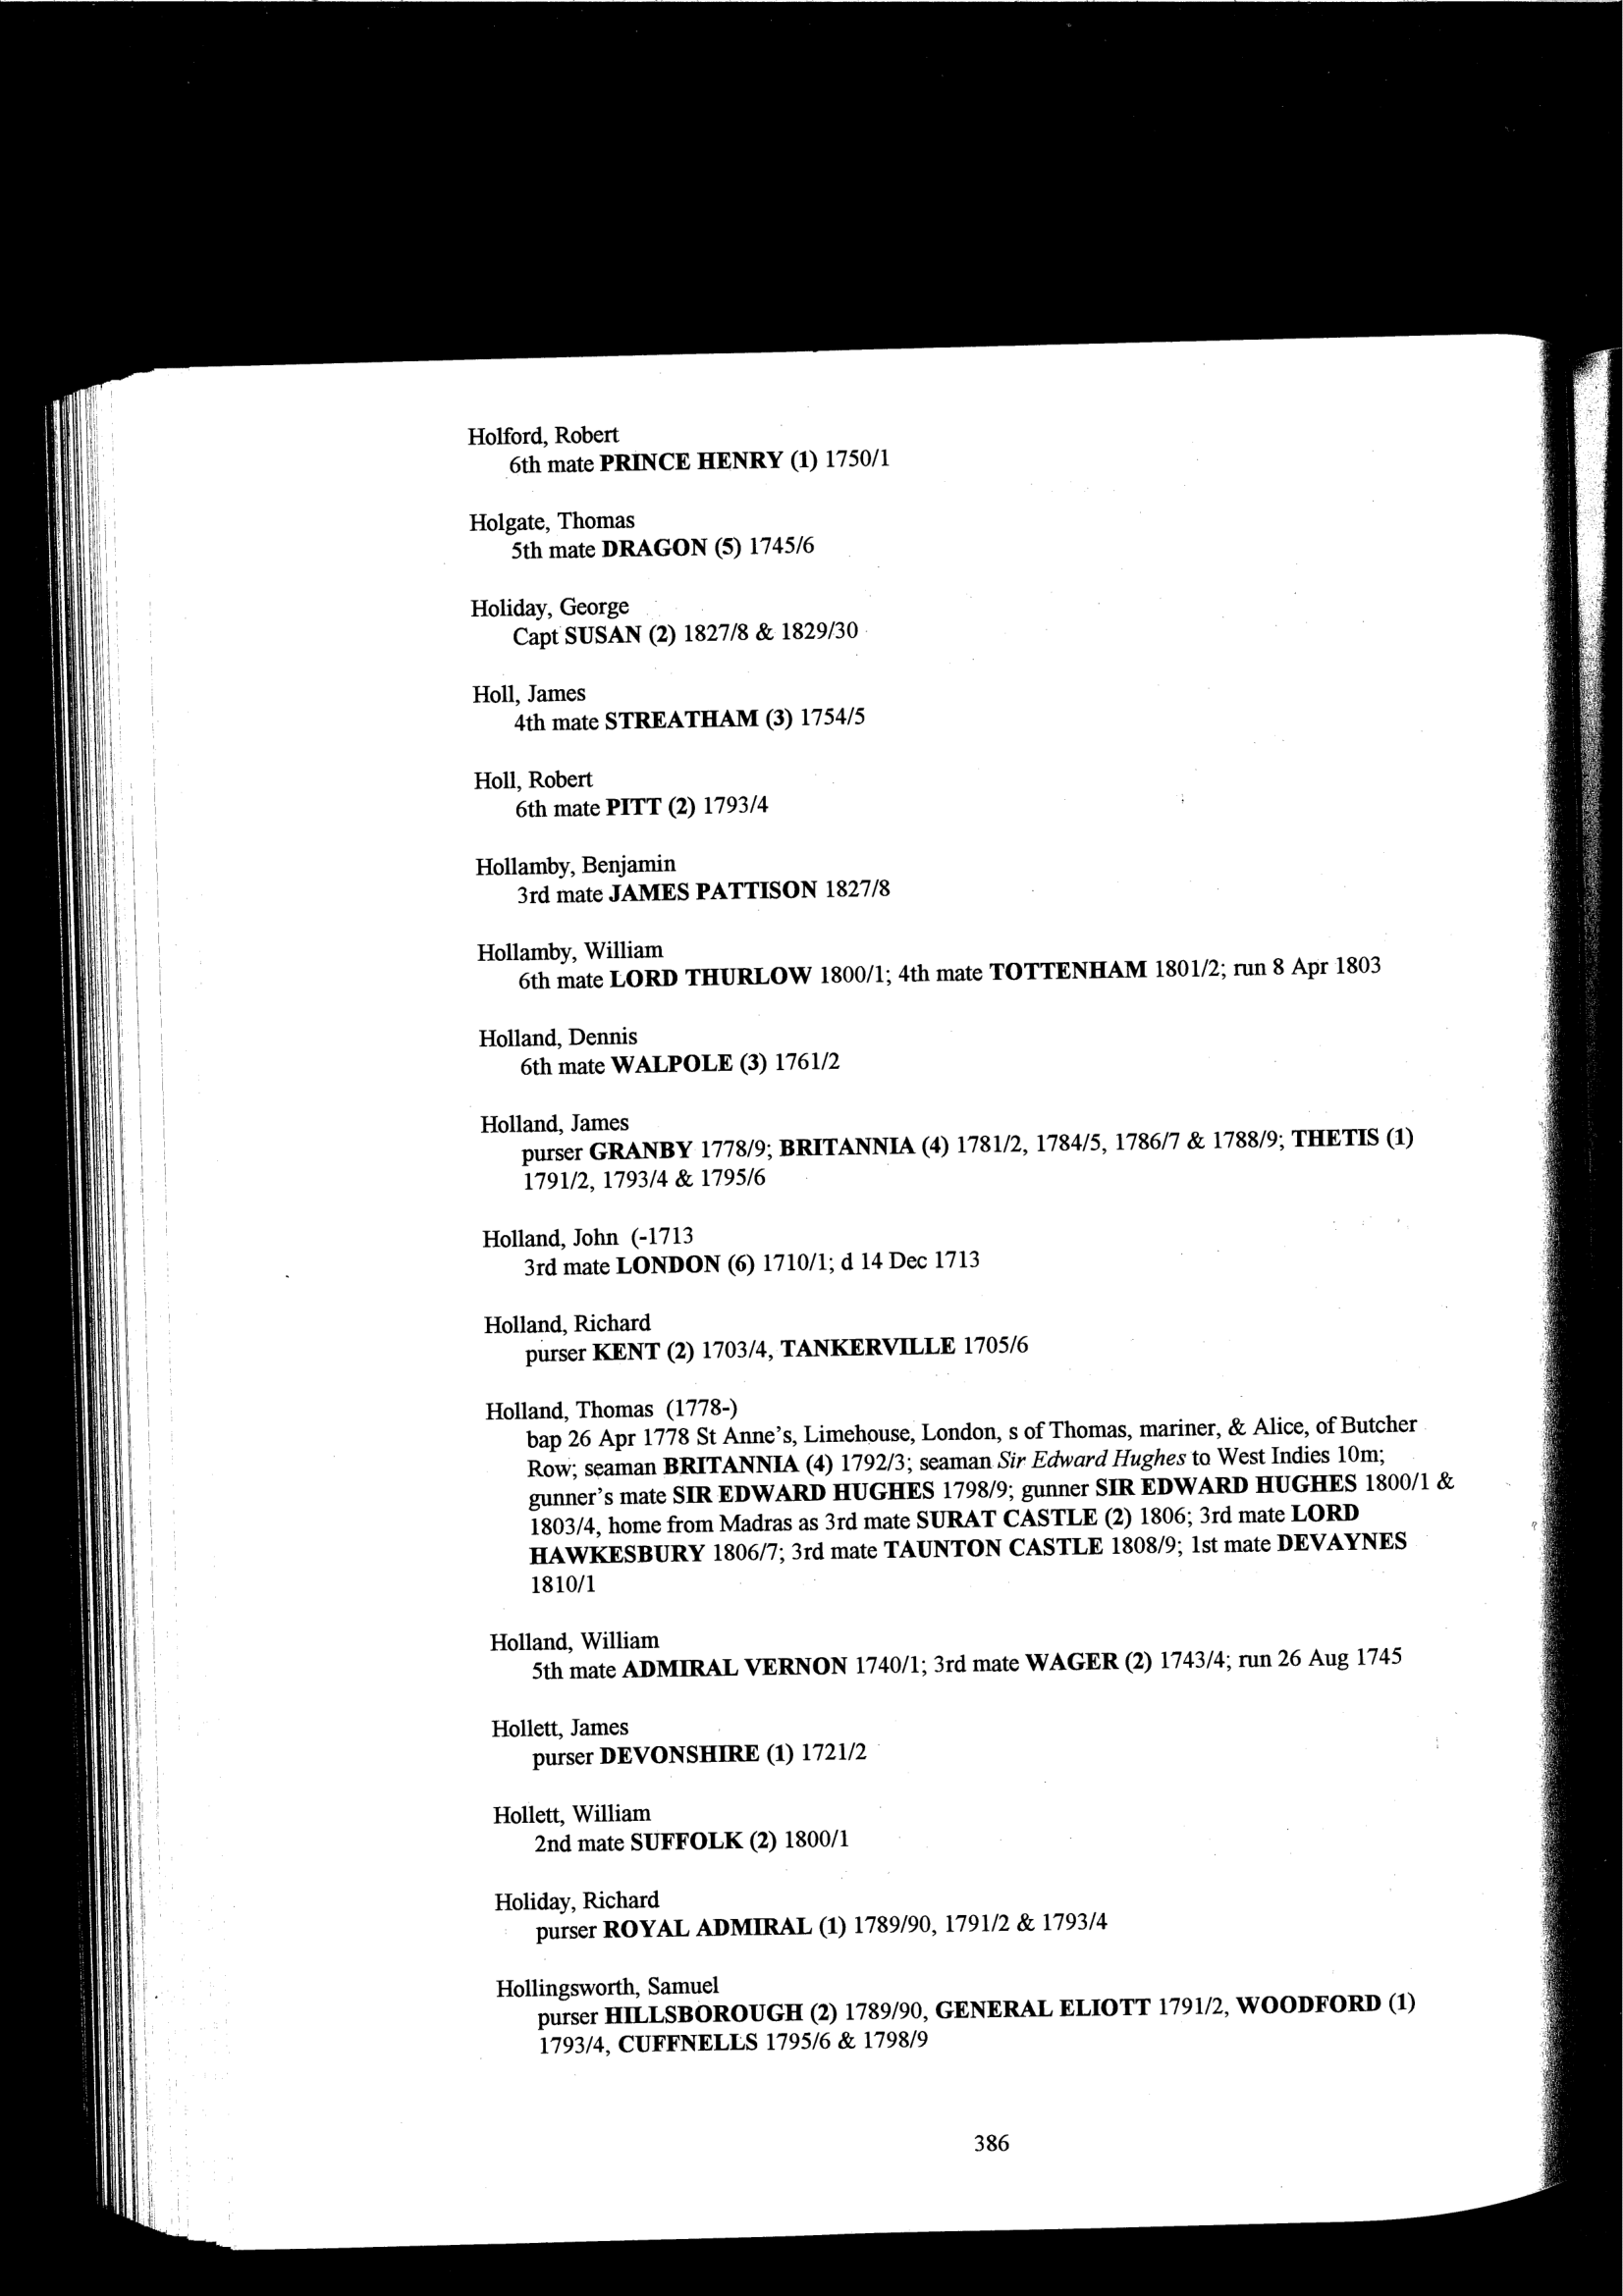 Holford, Robert
6th mate PRINCE HENRY (1) 1750/1
Holgate, Thomas
5th mate DRAGON (5) 1745/6
Holiday, George
Capt SUSAN (2) 1827/8 & 1829/30
Holl, James
4th mate STREATHAM (3) 1754/5
Holl, Robert
6th mate PITT (2) 1793/4
Hollamby, Benjamin
3rd mate JAMES PATTISON 1827/8
Hollamby, William
6th mate LORD THURLOW 1800/1; 4th mate TOTTENHAM 1801/2; run 8 Apr 1803
Holland, Dennis
6th mate WALPOLE (3) 1761/2
Holland, James
purser GRANBY 1778/9; BRITANNIA (4) 1781/2, 1784/5, 1786/7 & 1788/9; THETIS (1)
1791/2, 1793/4 & 1795/6
Holland, John (-1713
3rd mate LONDON (6) 1710/1; d 14 Dec 1713
Holland, Richard
purser KENT (2) 1703/4, TANKERVILLE 1705/6
Holland, Thomas (1778-)
bap 26 Apr 1778 St Anne's, Limehouse, London, s of Thomas, mariner, & Alice, of Butcher
Row; seaman BRITANNIA (4) 1792/3; seaman Sir Edward Hughes to West Indies 10m;
gunner's mate SIR EDWARD HUGHES 1798/9; gunner SIR EDWARD HUGHES 1800/1 &
1803/4, home from Madras as 3rd mate SURAT CASTLE (2) 1806; 3rd mate LORD
HAWKESBURY 1806/7; 3rd mate TAUNTON CASTLE 1808/9; 1st mate DEVAYNES
1810/1
Holland, William
5th mate ADMIRAL VERNON 1740/1; 3rd mate WAGER (2) 1743/4; run 26 Aug 1745
Hollett, James
purser DEVONSHIRE (1) 1721/2
Hollett, William
2nd mate SUFFOLK (2) 1800/1
Holiday, Richard
purser ROYAL ADMIRAL (1) 1789/90, 1791/2 & 1793/4
Hollingsworth, Samuel
purser HILLSBOROUGH (2) 1789/90, GENERAL ELIOTT 1791/2, WOODFORD (1)
1793/4, CUFFNELLS 1795/6 & 1798/9
386